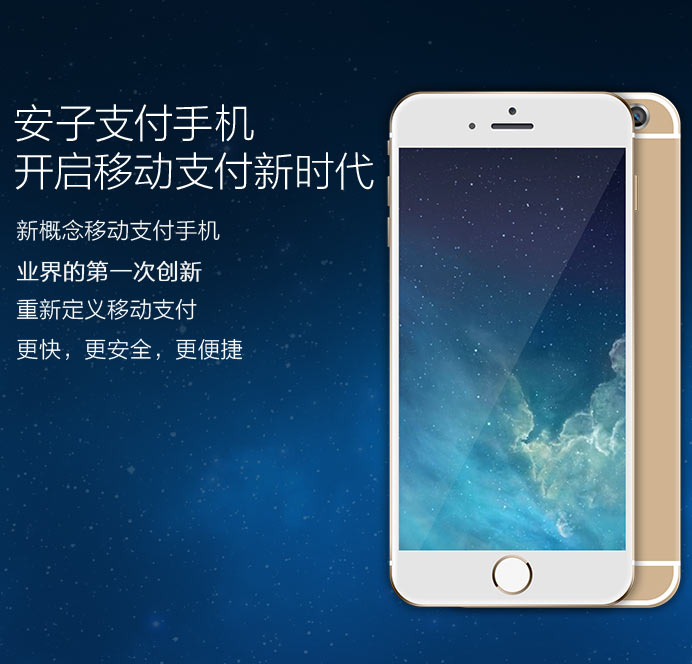 安子支付手机
开启移动支付新时代
新概念移动支付手机
业界的第一次创新
重新定义移动支付
更快，更安全，更便捷